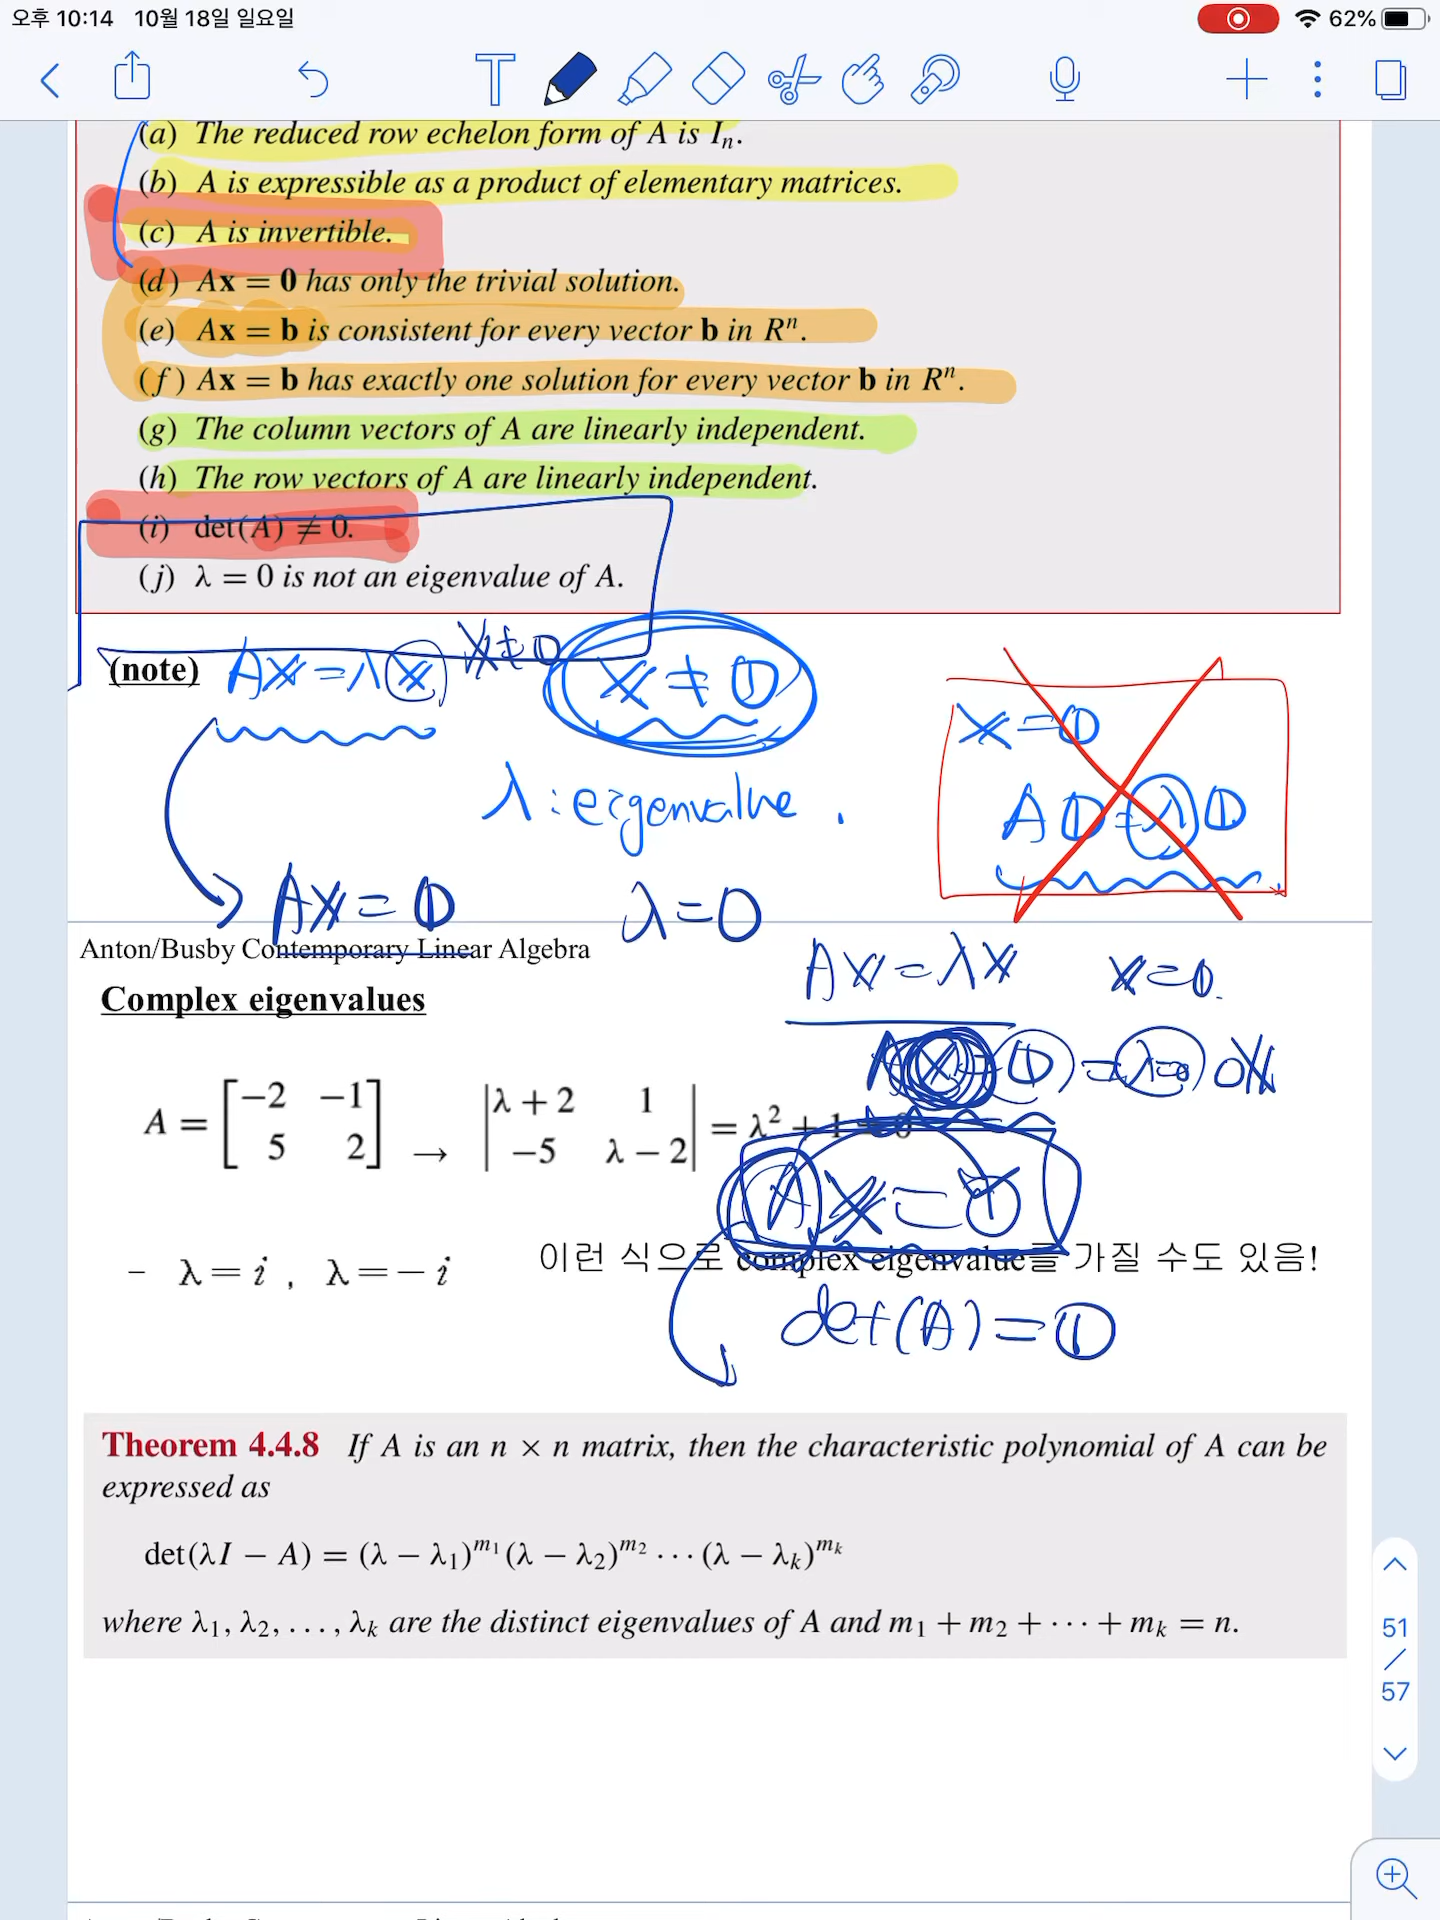 오후 10:14 10월 18일 일요일 62%
(a) The reduced row echelon form of A is Iₙ.
(b) A is expressible as a product of elementary matrices.
(c) A is invertible.
(d) Ax = 0 has only the trivial solution.
(e) Ax = b is consistent for every vector b in Rⁿ.
(f) Ax = b has exactly one solution for every vector b in Rⁿ.
(g) The column vectors of A are linearly independent.
(h) The row vectors of A are linearly independent.
(i) det(A) ≠ 0.
(j) λ = 0 is not an eigenvalue of A.
(note) Ax = λx x≠0 x ≠ 0
x = 0
λ : eigenvalue .
A0 = λ0
Ax = 0 λ=0
Anton/Busby Contemporary Linear Algebra
Ax = λx x=0.
Complex eigenvalues
A = [−2 −1
5 2] → |λ + 2 1
−5 λ − 2| = λ² + 1 = 0
Ax = 0
− λ = i , λ = − i 이런 식으로 complex eigenvalue를 가질 수도 있음!
det(A) = 0
Theorem 4.4.8 If A is an n × n matrix, then the characteristic polynomial of A can be
expressed as
det(λI − A) = (λ − λ₁)^m₁ (λ − λ₂)^m₂ ··· (λ − λₖ)^mₖ
where λ₁, λ₂, . . . , λₖ are the distinct eigenvalues of A and m₁ + m₂ + ··· + mₖ = n.
51
/
57